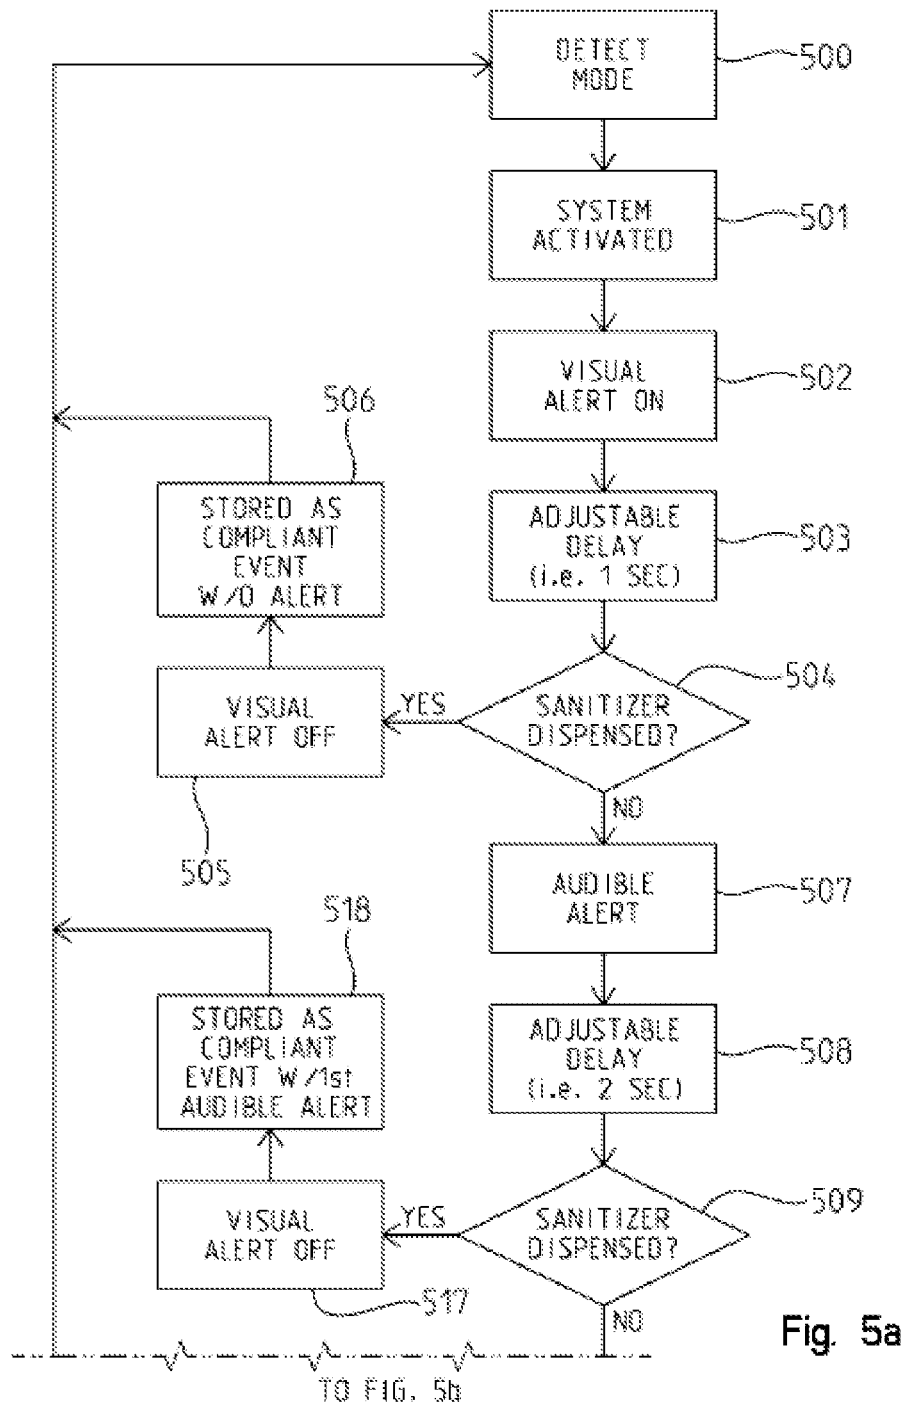 DETECT
MODE
500
SYSTEM
ACTIVATED
501
VISUAL
ALERT ON
502
506
STORED AS
COMPLIANT
EVENT
W/O ALERT
ADJUSTABLE
DELAY
(i.e. 1 SEC)
503
504
VISUAL
ALERT OFF
YES
SANITIZER
DISPENSED?
NO
505
AUDIBLE
ALERT
507
518
STORED AS
COMPLIANT
EVENT W/1st
AUDIBLE ALERT
ADJUSTABLE
DELAY
(i.e. 2 SEC)
508
509
VISUAL
ALERT OFF
YES
SANITIZER
DISPENSED?
517
NO
Fig. 5a
TO FIG. 5b